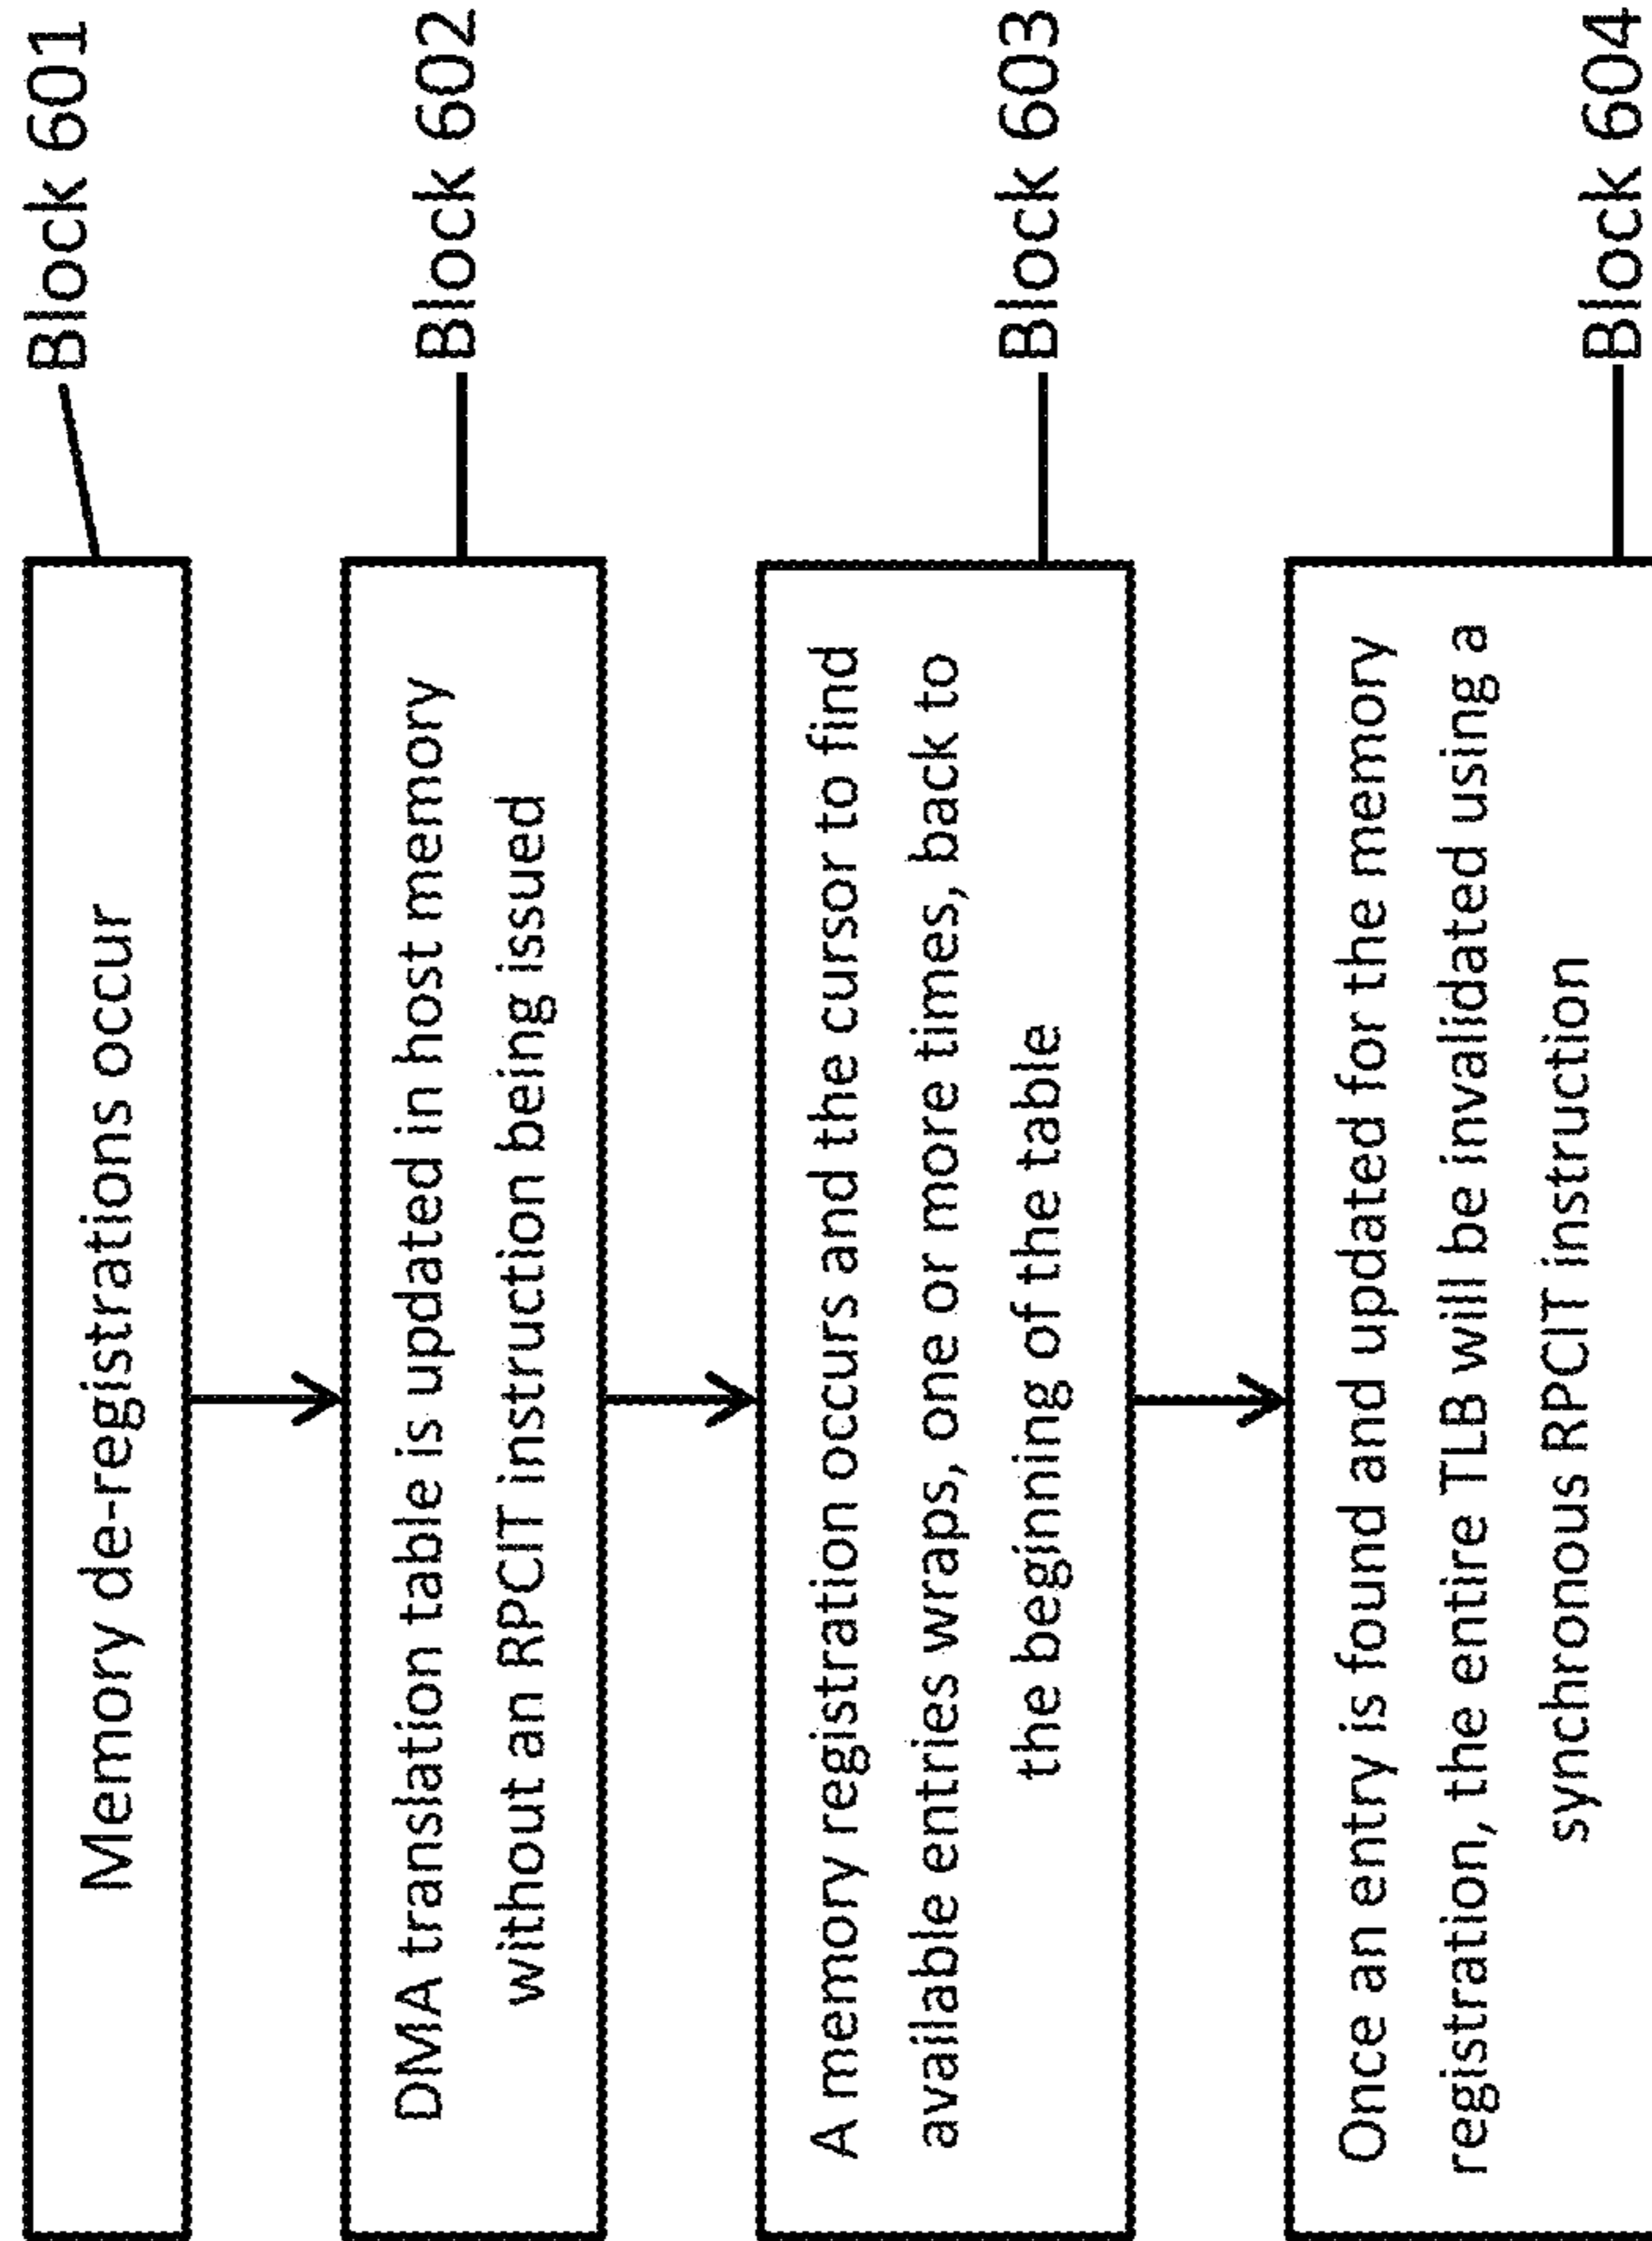 Memory de-registrations occur
Block 601
DMA translation table is updated in host memory
without an RPCIT instruction being issued
Block 602
A memory registration occurs and the cursor to find
available entries wraps, one or more times, back to
the beginning of the table
Block 603
Once an entry is found and updated for the memory
registration, the entire TLB will be invalidated using a
synchronous RPCIT instruction
Block 604